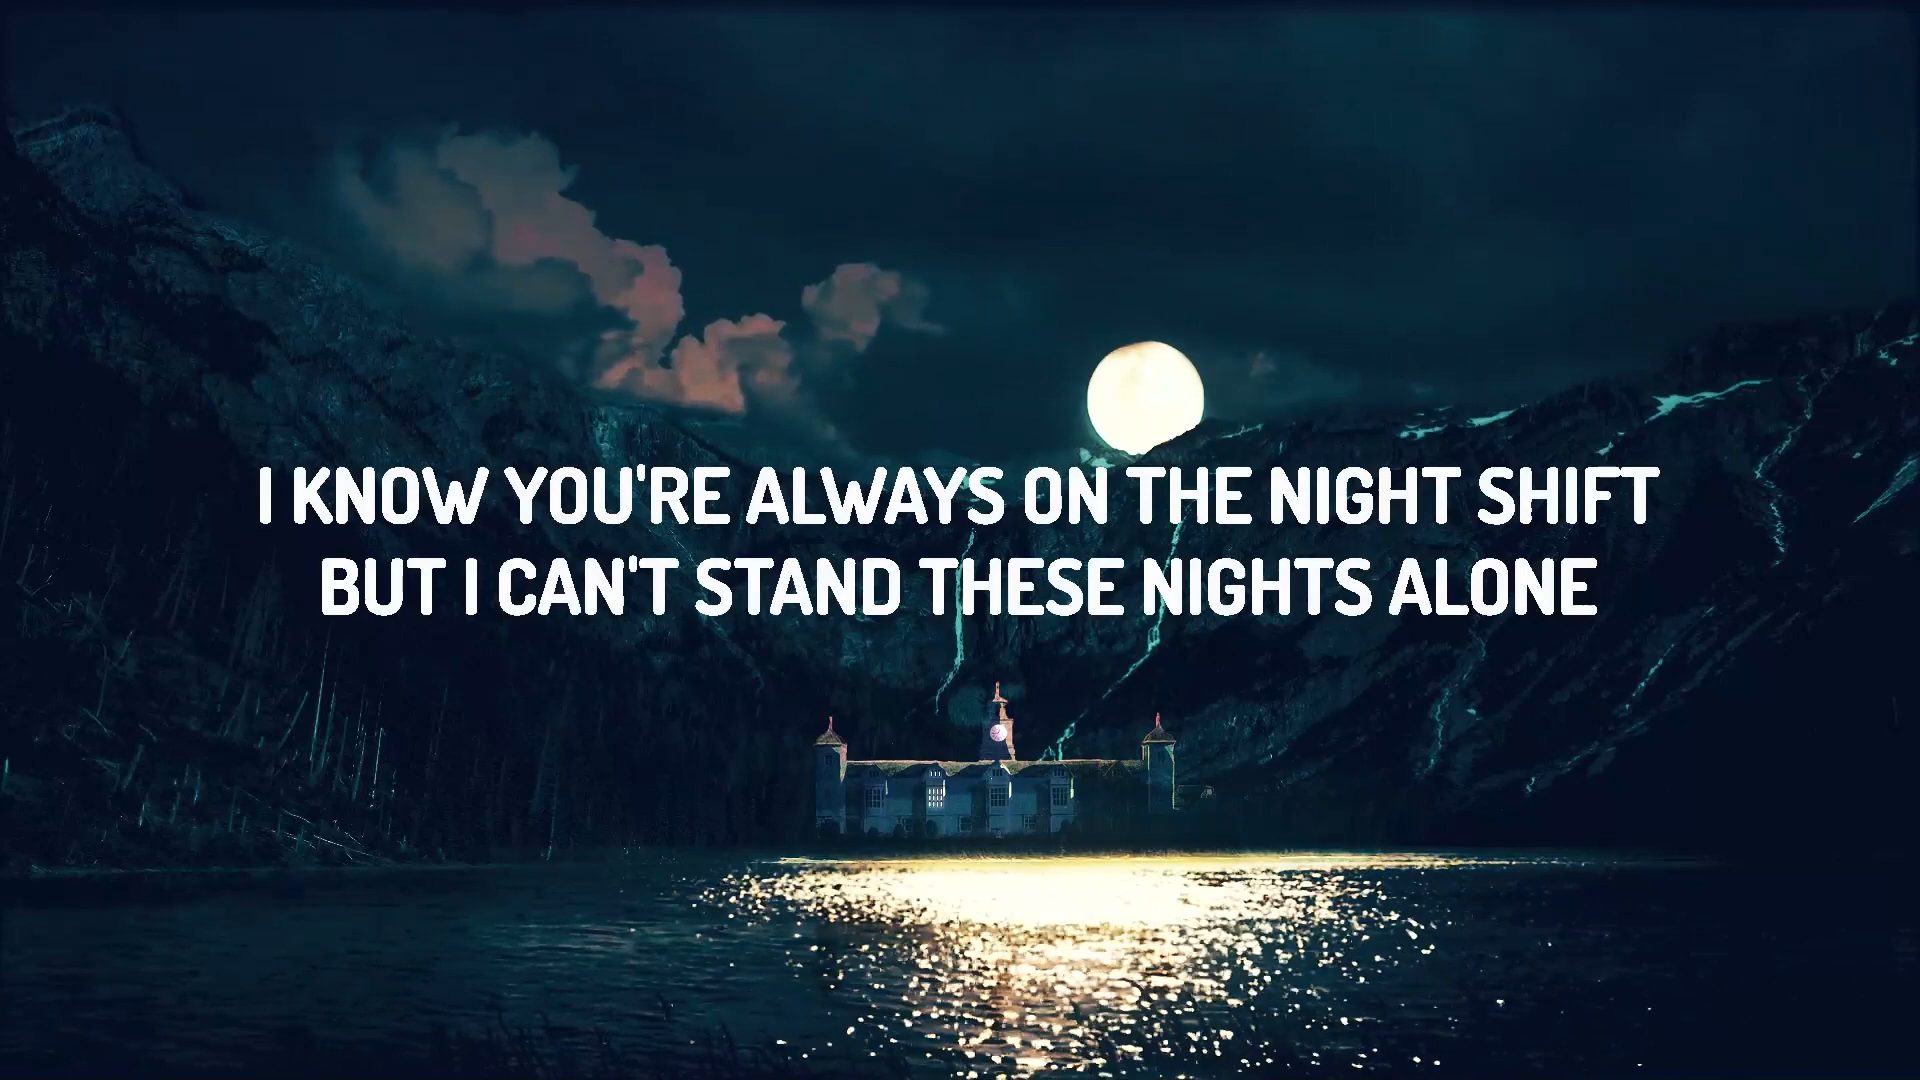 I KNOW YOU'RE ALWAYS ON THE NIGHT SHIFT
BUT I CAN'T STAND THESE NIGHTS ALONE